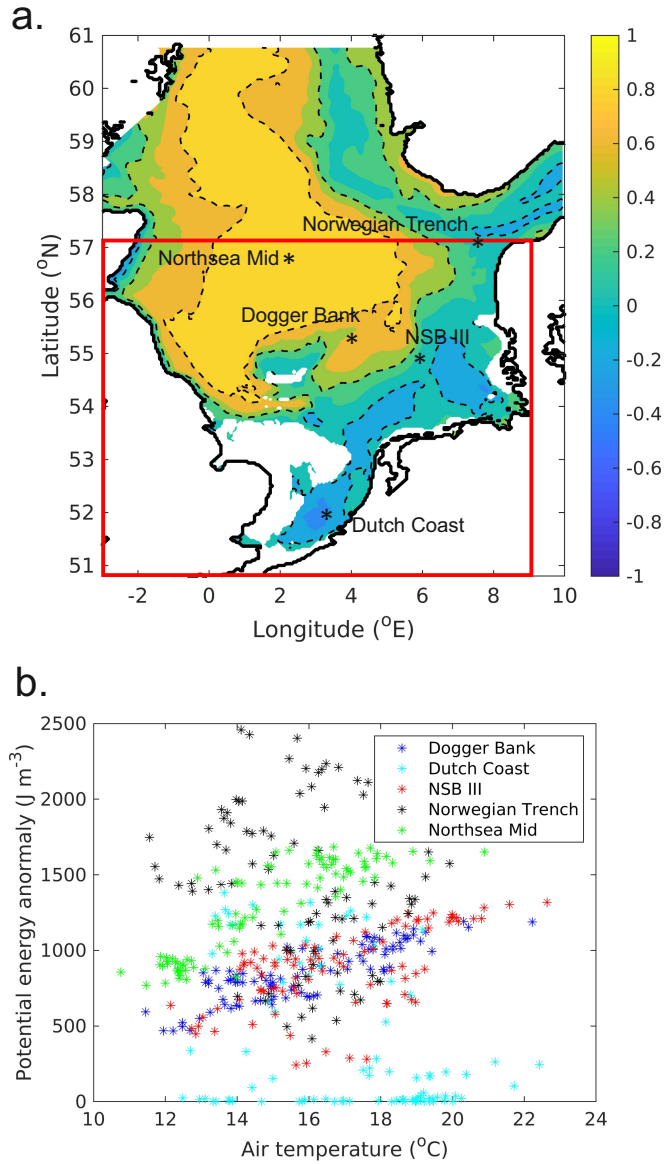 a.
61
60
59
58
57
56
55
54
53
52
51
Latitude (oN)
-2
0
2
4
6
8
10
Longitude (oE)
Norwegian Trench
Northsea Mid
Dogger Bank
NSB III
Dutch Coast
1
0.8
0.6
0.4
0.2
0
-0.2
-0.4
-0.6
-0.8
-1
b.
2500
2000
1500
1000
500
0
Potential energy anormaly (J m-3)
Dogger Bank
Dutch Coast
NSB III
Norwegian Trench
Northsea Mid
10
12
14
16
18
20
22
24
Air temperature (oC)